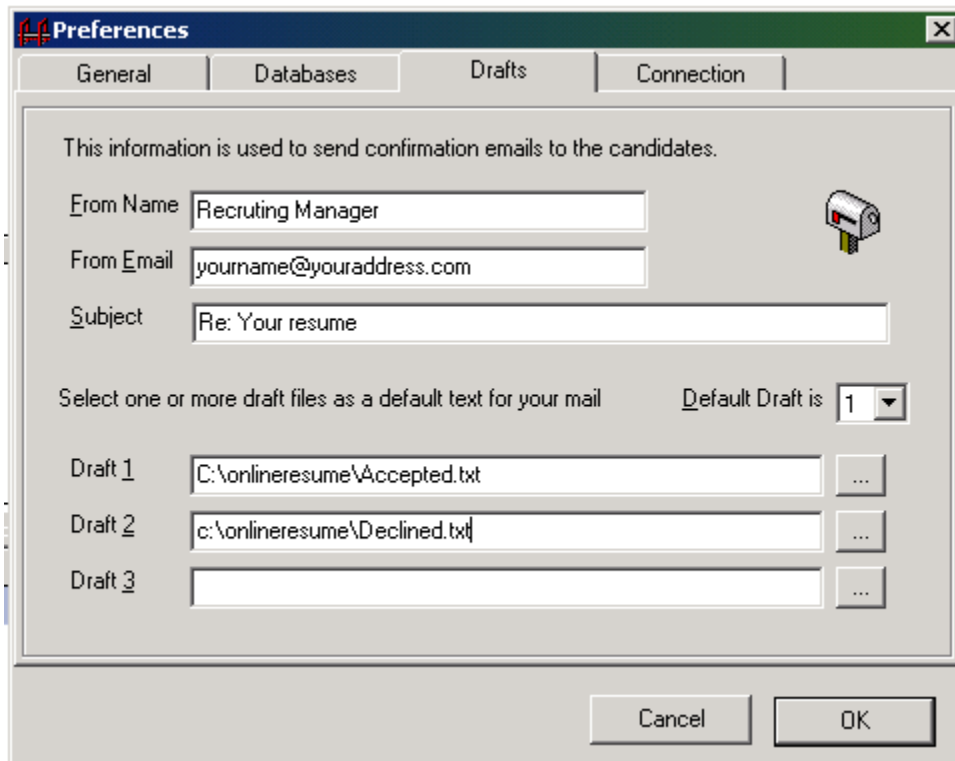 Preferences
General Databases Drafts Connection
This information is used to send confirmation emails to the candidates.
From Name Recruting Manager
From Email yourname@youraddress.com
Subject Re: Your resume
Select one or more draft files as a default text for your mail Default Draft is 1
Draft 1 C:\onlineresume\Accepted.txt ...
Draft 2 c:\onlineresume\Declined.txt ...
Draft 3 ...
Cancel OK